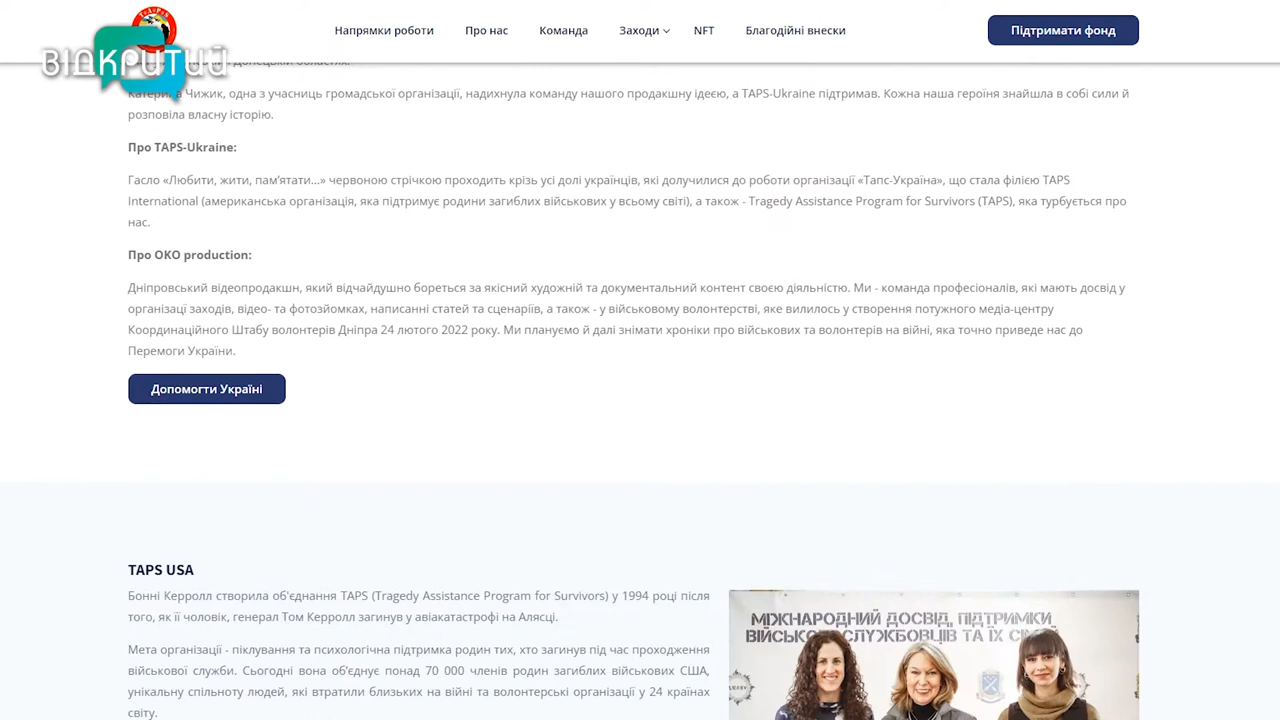 ВІДКРИТИЙ
Напрямки роботи Про нас Команда Заходи NFT Благодійні внески Підтримати фонд
Чижик, одна з учасниць громадської організації, надихнула команду нашого продакшну ідеєю, а TAPS-Ukraine підтримав. Кожна наша героїня знайшла в собі сили й
розповіла власну історію.
Про TAPS-Ukraine:
Гасло «Любити, жити, пам'ятати...» червоною стрічкою проходить крізь усі долі українців, які долучилися до роботи організації «Тапс-Україна», що стала філією TAPS
International (американська організація, яка підтримує родини загиблих військових у всьому світі), а також - Tragedy Assistance Program for Survivors (TAPS), яка турбується про
нас.
Про ОКО production:
Дніпровський відеопродакшн, який відчайдушно бореться за якісний художній та документальний контент своєю діяльністю. Ми - команда професіоналів, які мають досвід у
організації заходів, відео- та фотозйомках, написанні статей та сценаріїв, а також - у військовому волонтерстві, яке вилилось у створення потужного медіа-центру
Координаційного Штабу волонтерів Дніпра 24 лютого 2022 року. Ми плануємо й далі знімати хроніки про військових та волонтерів на війні, яка точно приведе нас до
Перемоги України.
Допомогти Україні
TAPS USA
Бонні Керролл створила об'єднання TAPS (Tragedy Assistance Program for Survivors) у 1994 році після
того, як її чоловік, генерал Том Керролл загинув у авіакатастрофі на Алясці.
Мета організації - піклування та психологічна підтримка родин тих, хто загинув під час проходження
військової служби. Сьогодні вона об'єднує понад 70 000 членів родин загиблих військових США,
унікальну спільноту людей, які втратили близьких на війні та волонтерські організації у 24 країнах
світу.
МІЖНАРОДНИЙ ДОСВІД ПІДТРИМКИ
ТА ЇХ